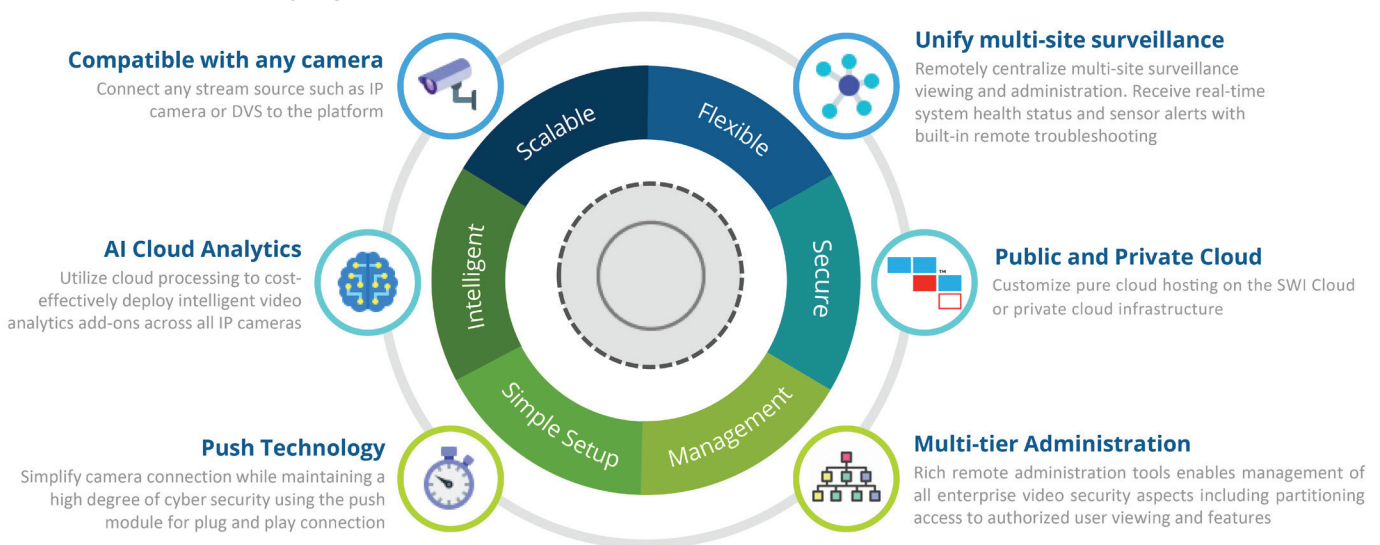 Compatible with any camera
Connect any stream source such as IP
camera or DVS to the platform
Unify multi-site surveillance
Remotely centralize multi-site surveillance
viewing and administration. Receive real-time
system health status and sensor alerts with
built-in remote troubleshooting
Scalable
Flexible
AI Cloud Analytics
Utilize cloud processing to cost-
effectively deploy intelligent video
analytics add-ons across all IP cameras
Intelligent
Secure
TM
Public and Private Cloud
Customize pure cloud hosting on the SWI Cloud
or private cloud infrastructure
Simple Setup
Management
Push Technology
Simplify camera connection while maintaining a
high degree of cyber security using the push
module for plug and play connection
Multi-tier Administration
Rich remote administration tools enables management of
all enterprise video security aspects including partitioning
access to authorized user viewing and features